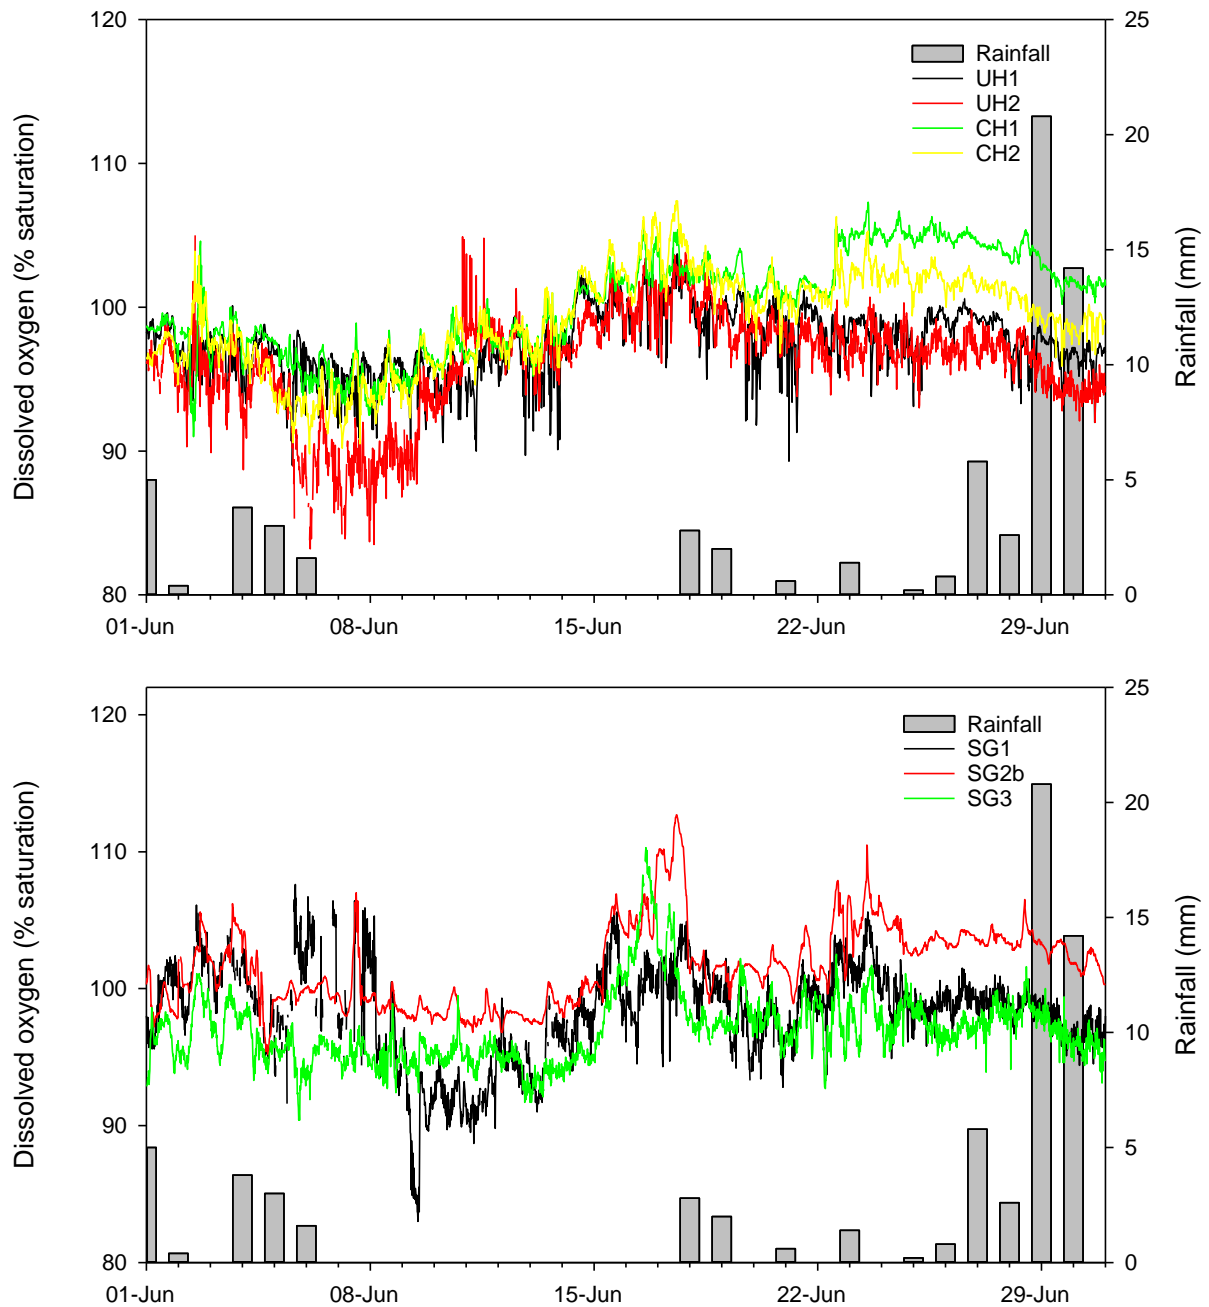 120
25
Rainfall
UH1
UH2
CH1
CH2
20
110
15
100
10
90
5
80
0
01-Jun
08-Jun
15-Jun
22-Jun
29-Jun
Dissolved oxygen (% saturation)
Rainfall (mm)
25
120
Rainfall
SG1
SG2b
SG3
20
110
15
100
10
90
5
80
0
01-Jun
08-Jun
15-Jun
22-Jun
29-Jun
Dissolved oxygen (% saturation)
Rainfall (mm)